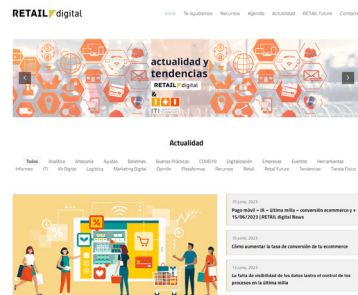 RETAIL digital
Inicio Te ayudamos Recursos Agenda Actualidad RETAIL Futuro Contacto
actualidad y
tendencias
RETAIL digital
&
ITI
Actualidad
Todos Analítica Artesanía Ayudas Boletines Buenas Prácticas COVID19 Digitalización Empresas Eventos Herramientas
Informes ITI Kit Digital Logística Marketing Digital Opinión Plataformas Recursos Retail Retail Futuro Tendencias Tienda Física
15 junio, 2023
Pago móvil – IA – última milla – conversión ecommerce y +
15/06/2023 | RETAIL digital News
15 junio, 2023
Cómo aumentar la tasa de conversión de tu ecommerce
15 junio, 2023
La falta de visibilidad de los datos lastra el control de los
procesos en la última milla